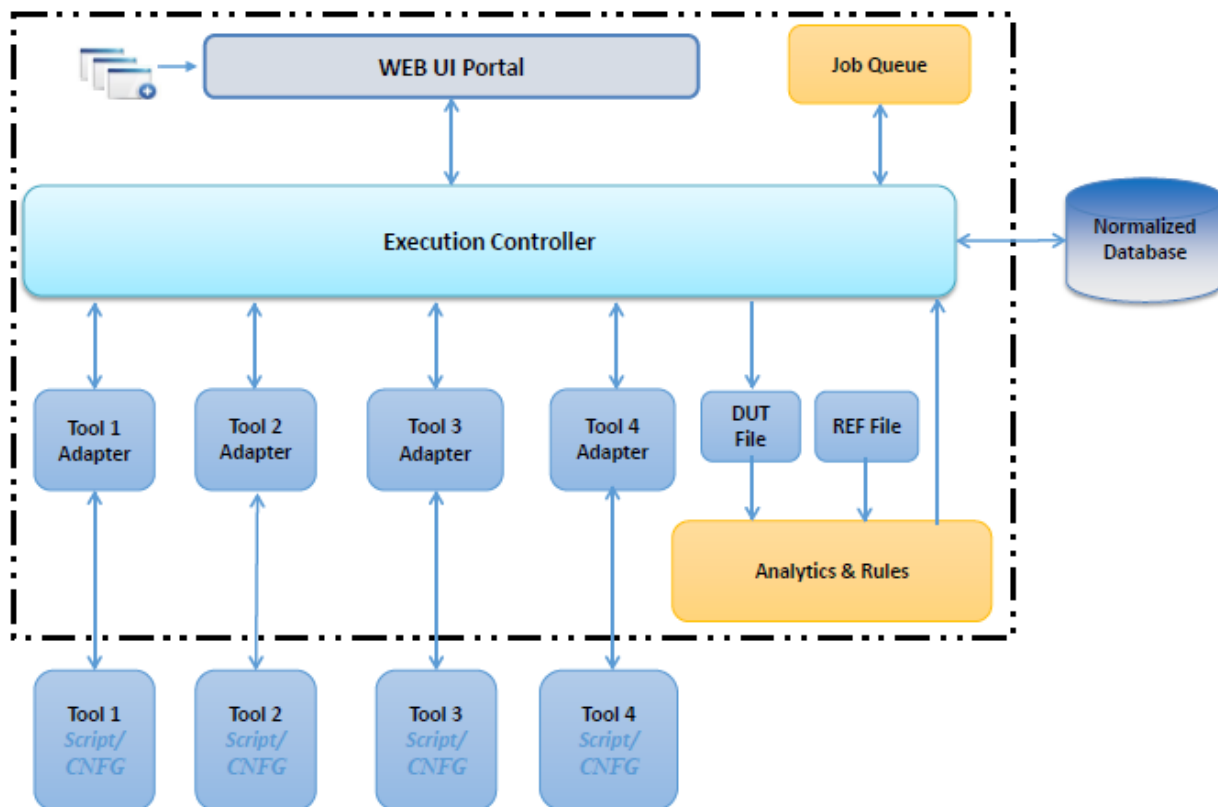 WEB UI Portal
Job Queue
Execution Controller
Normalized
Database
Tool 1
Adapter
Tool 2
Adapter
Tool 3
Adapter
Tool 4
Adapter
DUT
File
REF File
Analytics & Rules
Tool 1
Script/
CNFG
Tool 2
Script/
CNFG
Tool 3
Script/
CNFG
Tool 4
Script/
CNFG